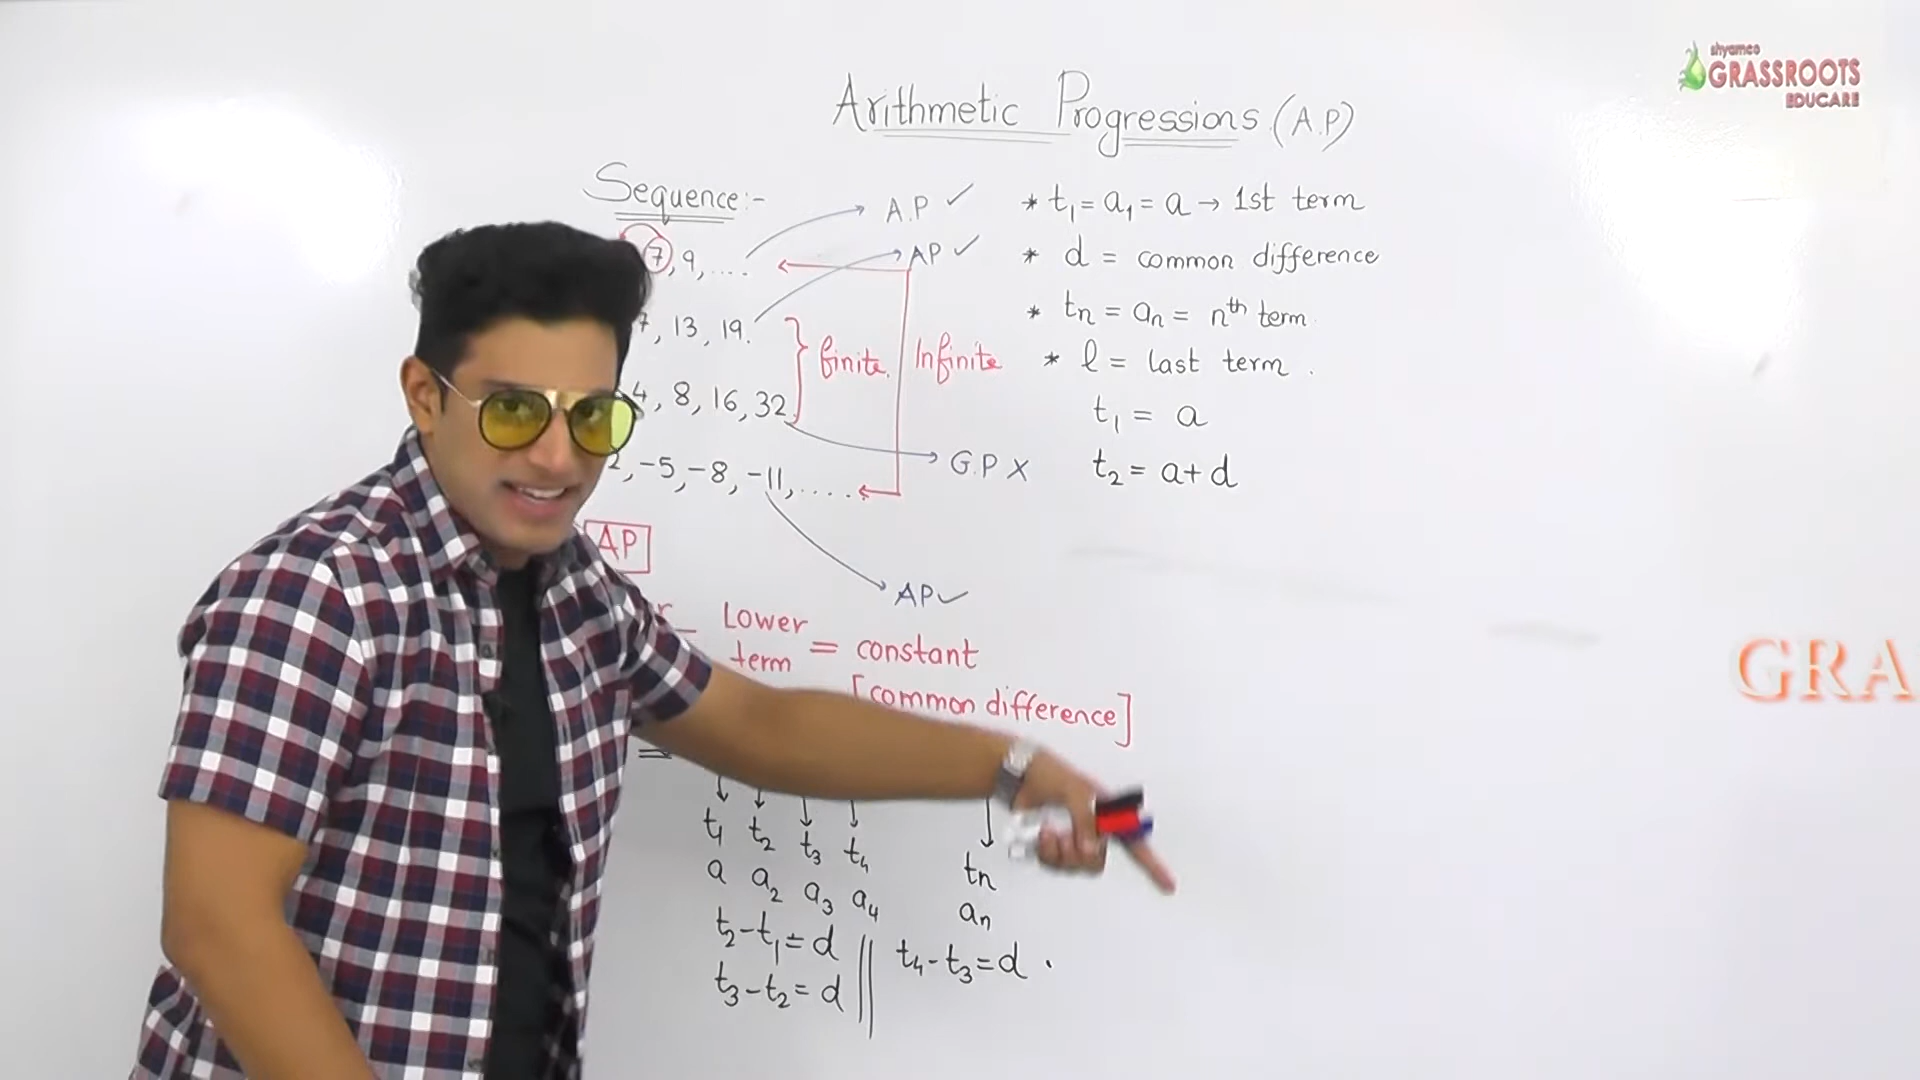 shyamco
GRASSROOTS
EDUCARE
Arithmetic Progressions (A.P)
Sequence:-
7, 9, ....
A.P ✓
7, 13, 19.
AP ✓
4, 8, 16, 32
} finite.
Infinite
G.P X
2, -5, -8, -11, ....
AP ✓
AP
Lower term = constant
[common difference]
=
t1 t2 t3 t4 tn
a a2 a3 a4 an
t2-t1=d
t3-t2=d
t4-t3=d .
* t1 = a1 = a → 1st term
* d = common difference
* tn = an = nth term.
* l = last term .
t1 = a
t2 = a+d
GRA